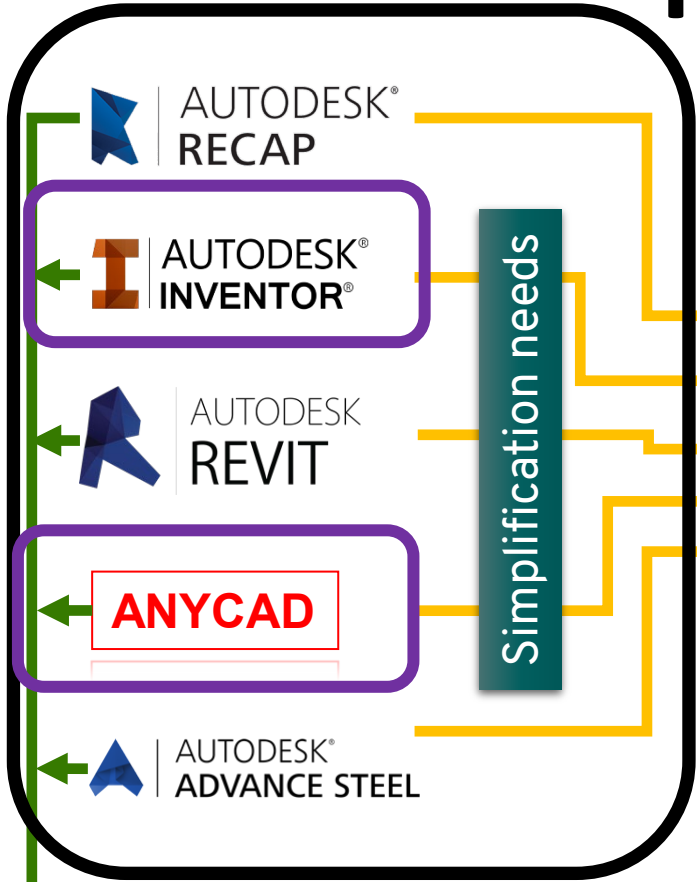 AUTODESK®
RECAP
AUTODESK®
INVENTOR®
AUTODESK
REVIT
ANYCAD
AUTODESK®
ADVANCE STEEL
Simplification needs